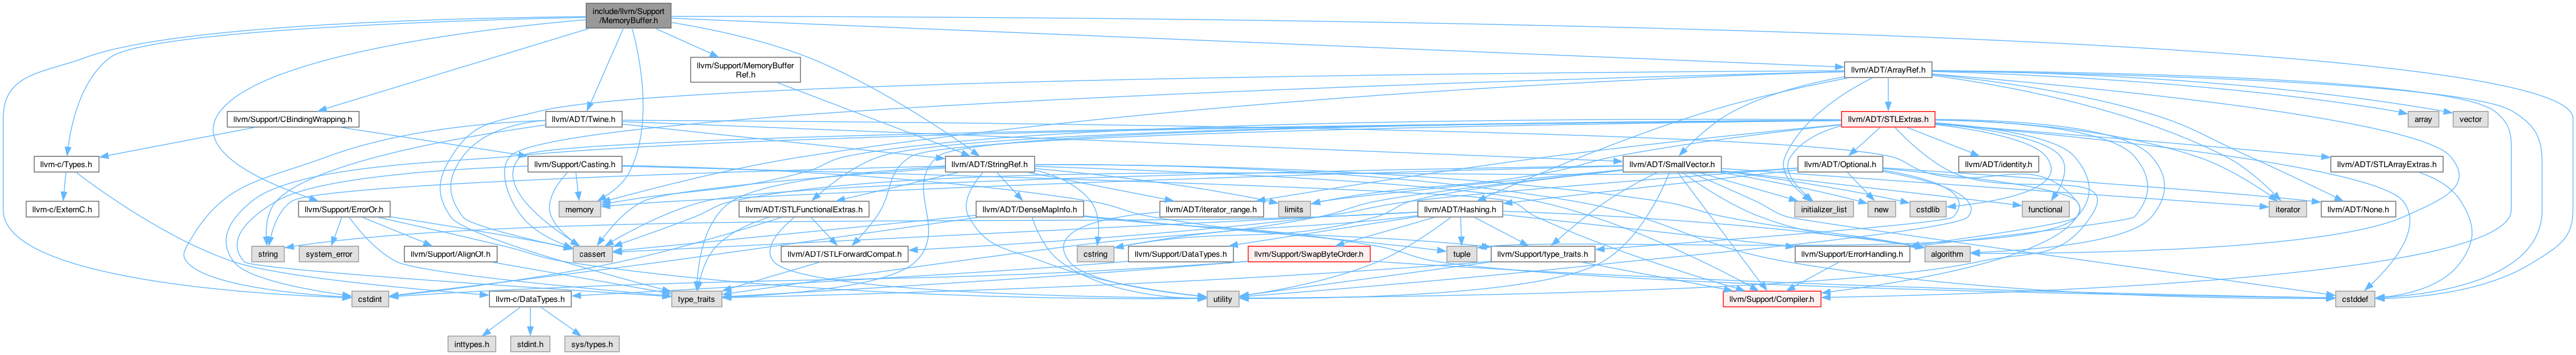 include/llvm/Support
/MemoryBuffer.h
llvm/Support/MemoryBuffer
Ref.h
llvm/ADT/ArrayRef.h
llvm/Support/CBindingWrapping.h
llvm/ADT/Twine.h
llvm/ADT/STLExtras.h
array
vector
llvm-c/Types.h
llvm/Support/Casting.h
llvm/ADT/StringRef.h
llvm/ADT/SmallVector.h
llvm/ADT/Optional.h
llvm/ADT/identity.h
llvm/ADT/STLArrayExtras.h
llvm-c/ExternC.h
llvm/Support/ErrorOr.h
memory
llvm/ADT/STLFunctionalExtras.h
llvm/ADT/DenseMapInfo.h
llvm/ADT/iterator_range.h
limits
llvm/ADT/Hashing.h
initializer_list
new
cstdlib
functional
iterator
llvm/ADT/None.h
string
system_error
llvm/Support/AlignOf.h
cassert
llvm/ADT/STLForwardCompat.h
cstring
llvm/Support/DataTypes.h
llvm/Support/SwapByteOrder.h
tuple
llvm/Support/type_traits.h
llvm/Support/ErrorHandling.h
algorithm
cstdint
llvm-c/DataTypes.h
type_traits
utility
llvm/Support/Compiler.h
cstddef
inttypes.h
stdint.h
sys/types.h